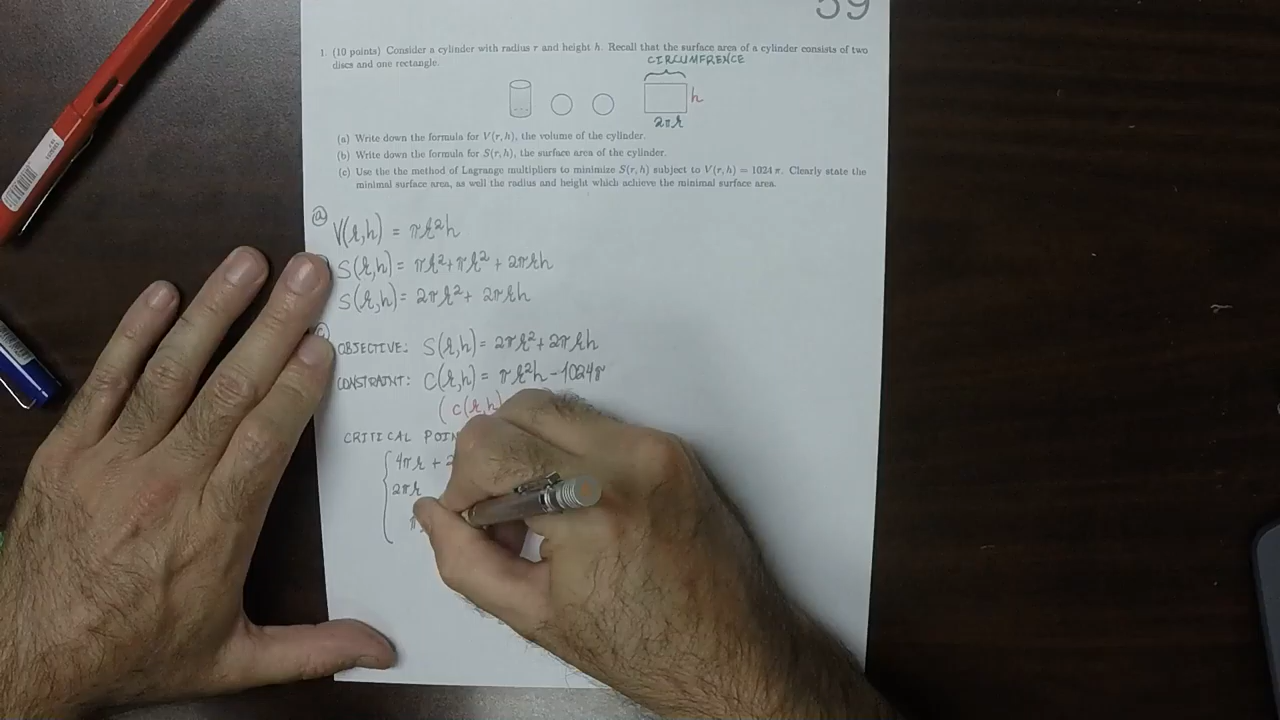 59
1. (10 points) Consider a cylinder with radius r and height h. Recall that the surface area of a cylinder consists of two
discs and one rectangle.
CIRCUMFRENCE
h
2πr
(a) Write down the formula for V(r, h), the volume of the cylinder.
(b) Write down the formula for S(r, h), the surface area of the cylinder.
(c) Use the the method of Lagrange multipliers to minimize S(r, h) subject to V(r, h) = 1024 π. Clearly state the
minimal surface area, as well the radius and height which achieve the minimal surface area.
(a) V(r,h) = πr²h
S(r,h) = πr²+πr² + 2πrh
S(r,h) = 2πr² + 2πrh
OBJECTIVE: S(r,h) = 2πr²+2πrh
CONSTRAINT: C(r,h) = πr²h - 1024π
(C(r,h)
CRITICAL
4πr + 2
2πr
π